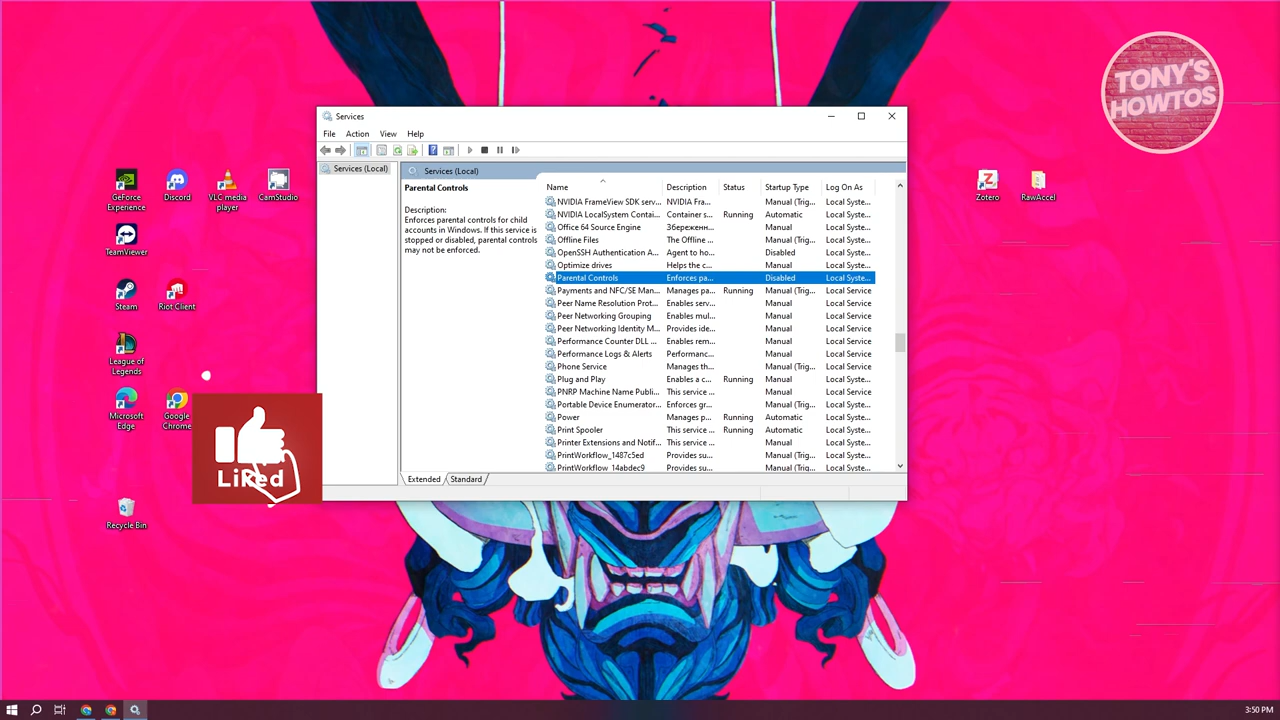 TONY'S
HOWTOS
Services
File Action View Help
Services (Local)
Services (Local)
Parental Controls
Description:
Enforces parental controls for child
accounts in Windows. If this service is
stopped or disabled, parental controls
may not be enforced.
Name Description Status Startup Type Log On As
NVIDIA FrameView SDK serv... NVIDIA Fra... Manual (Trig... Local Syste...
NVIDIA LocalSystem Contai... Container s... Running Automatic Local Syste...
Office 64 Source Engine Збереженн... Manual Local Syste...
Offline Files The Offline ... Manual (Trig... Local Syste...
OpenSSH Authentication A... Agent to ho... Disabled Local Syste...
Optimize drives Helps the c... Manual Local Syste...
Parental Controls Enforces pa... Disabled Local Syste...
Payments and NFC/SE Man... Manages pa... Running Manual (Trig... Local Service
Peer Name Resolution Prot... Enables serv... Manual Local Service
Peer Networking Grouping Enables mul... Manual Local Service
Peer Networking Identity M... Provides ide... Manual Local Service
Performance Counter DLL ... Enables rem... Manual Local Service
Performance Logs & Alerts Performanc... Manual Local Service
Phone Service Manages th... Manual (Trig... Local Service
Plug and Play Enables a c... Running Manual Local Syste...
PNRP Machine Name Publi... This service ... Manual Local Service
Portable Device Enumerator... Enforces gr... Manual (Trig... Local Syste...
Power Manages p... Running Automatic Local Syste...
Print Spooler This service ... Running Automatic Local Syste...
Printer Extensions and Notif... This service ... Manual Local Syste...
PrintWorkflow_1487c5ed Provides su... Manual (Trig... Local Syste...
PrintWorkflow_14abdec9 Provides su... Manual (Trig... Local Syste...
Extended Standard
GeForce
Experience
Discord
VLC media
player
CamStudio
TeamViewer
Steam
Riot Client
League of
Legends
Microsoft
Edge
Google
Chrome
Recycle Bin
Zotero
RawAccel
Liked
3:50 PM